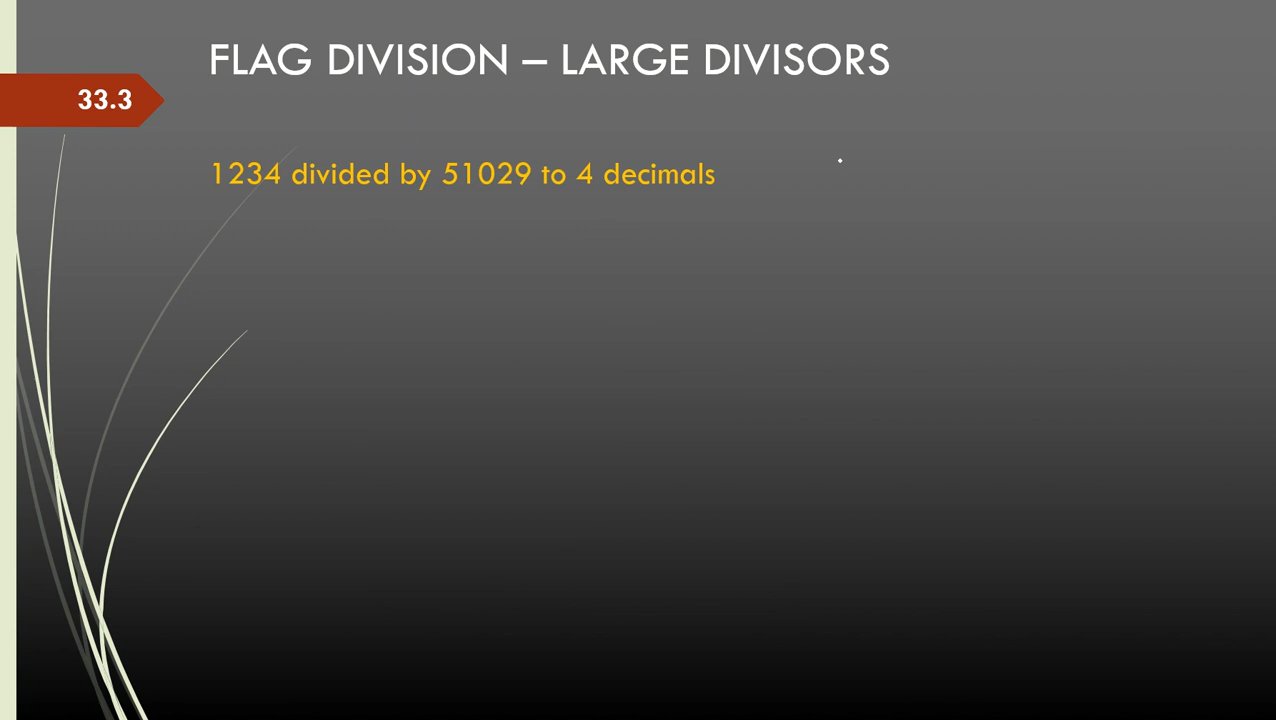 FLAG DIVISION – LARGE DIVISORS
33.3
1234 divided by 51029 to 4 decimals